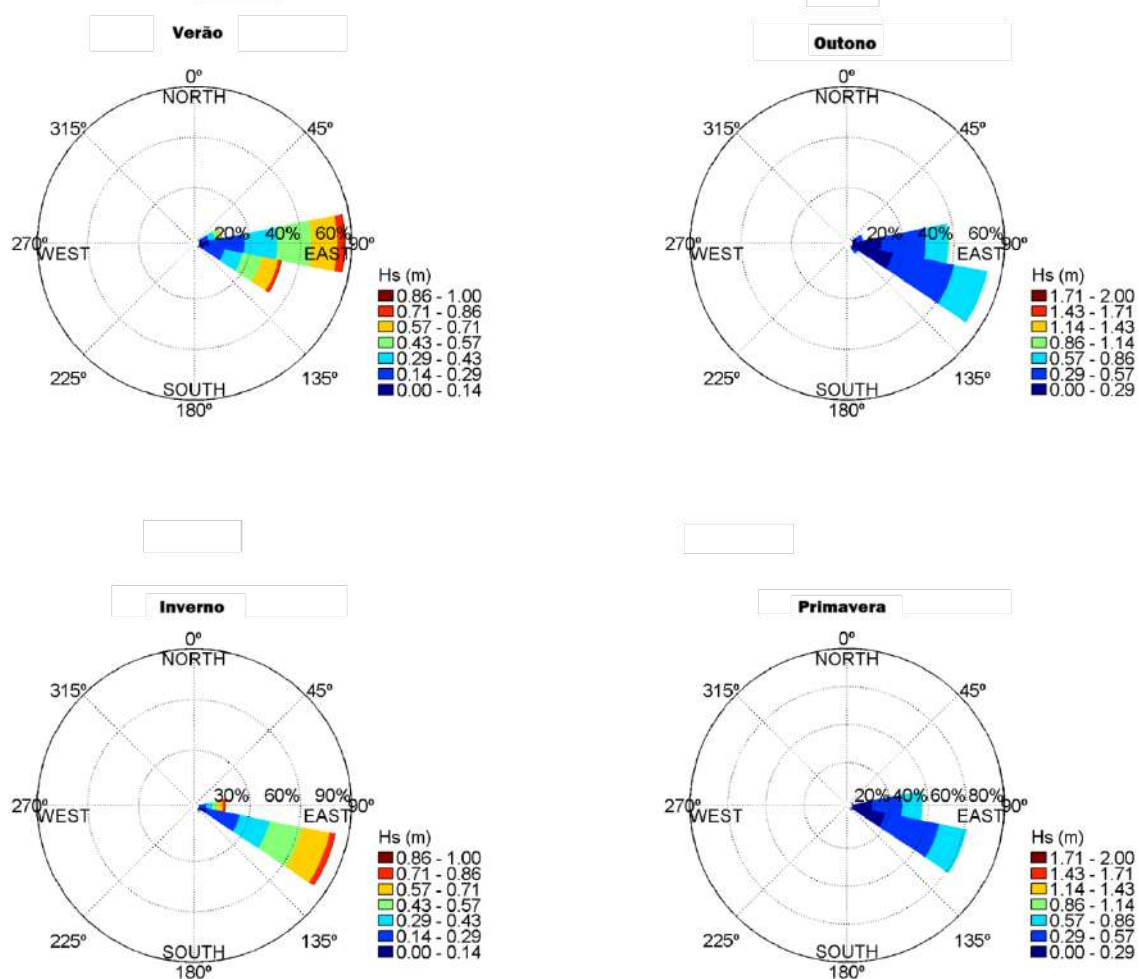 Verão
0º
NORTH
315º
45º
20% 40% 60%
270º
WEST
90º
EAST
225º
135º
SOUTH
180º
Hs (m)
0.86 - 1.00
0.71 - 0.86
0.57 - 0.71
0.43 - 0.57
0.29 - 0.43
0.14 - 0.29
0.00 - 0.14
Outono
0º
NORTH
315º
45º
20% 40% 60%
270º
WEST
90º
EAST
225º
135º
SOUTH
180º
Hs (m)
1.71 - 2.00
1.43 - 1.71
1.14 - 1.43
0.86 - 1.14
0.57 - 0.86
0.29 - 0.57
0.00 - 0.29
Inverno
0º
NORTH
315º
45º
30% 60% 90%
270º
WEST
90º
EAST
225º
135º
SOUTH
180º
Hs (m)
0.86 - 1.00
0.71 - 0.86
0.57 - 0.71
0.43 - 0.57
0.29 - 0.43
0.14 - 0.29
0.00 - 0.14
Primavera
0º
NORTH
315º
45º
20% 40% 60% 80%
270º
WEST
90º
EAST
225º
135º
SOUTH
180º
Hs (m)
1.71 - 2.00
1.43 - 1.71
1.14 - 1.43
0.86 - 1.14
0.57 - 0.86
0.29 - 0.57
0.00 - 0.29